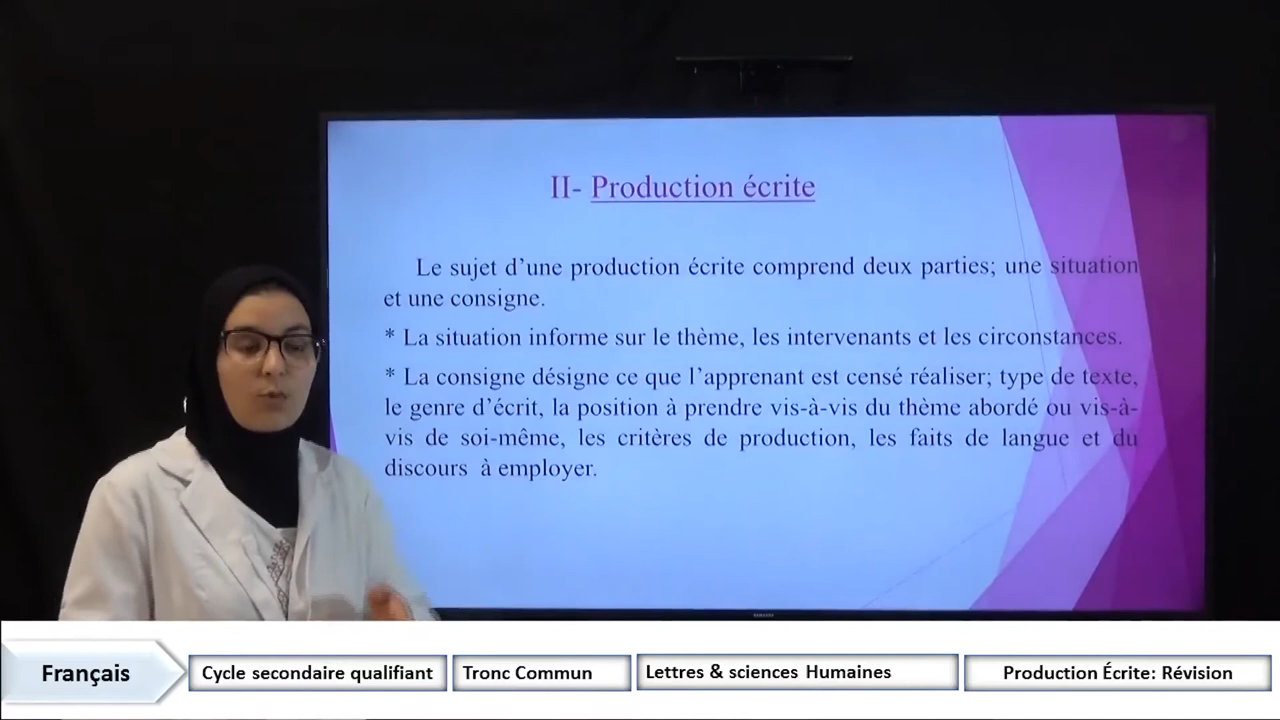 II- Production écrite
Le sujet d’une production écrite comprend deux parties; une situation
et une consigne.
* La situation informe sur le thème, les intervenants et les circonstances.
* La consigne désigne ce que l’apprenant est censé réaliser; type de texte,
le genre d’écrit, la position à prendre vis-à-vis du thème abordé ou vis-à-
vis de soi-même, les critères de production, les faits de langue et du
discours à employer.
SAMSUNG
Français
Cycle secondaire qualifiant
Tronc Commun
Lettres & sciences Humaines
Production Écrite: Révision